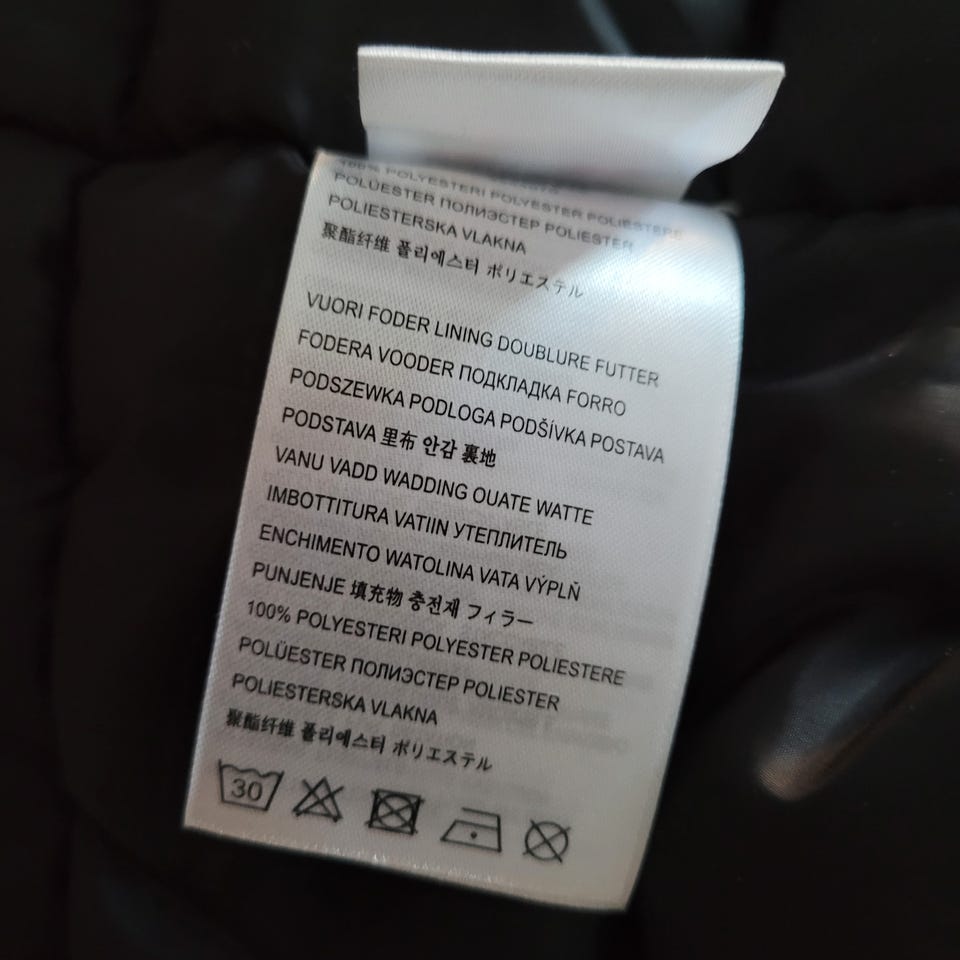 100% POLYESTERI POLYESTER POLIESTERE
POLÜESTER ПОЛИЭСТЕР POLIESTER
POLIESTERSKA VLAKNA
聚酯纤维 폴리에스터 ポリエステル
VUORI FODER LINING DOUBLURE FUTTER
FODERA VOODER ПОДКЛАДКА FORRO
PODSZEWKA PODLOGA PODŠÍVKA POSTAVA
PODSTAVA 里布 안감 裏地
VANU VADD WADDING OUATE WATTE
IMBOTTITURA VATIIN УТЕПЛИТЕЛЬ
ENCHIMENTO WATOLINA VATA VÝPLŇ
PUNJENJE 填充物 충전재 フィラー
100% POLYESTERI POLYESTER POLIESTERE
POLÜESTER ПОЛИЭСТЕР POLIESTER
POLIESTERSKA VLAKNA
聚酯纤维 폴리에스터 ポリエステル
30